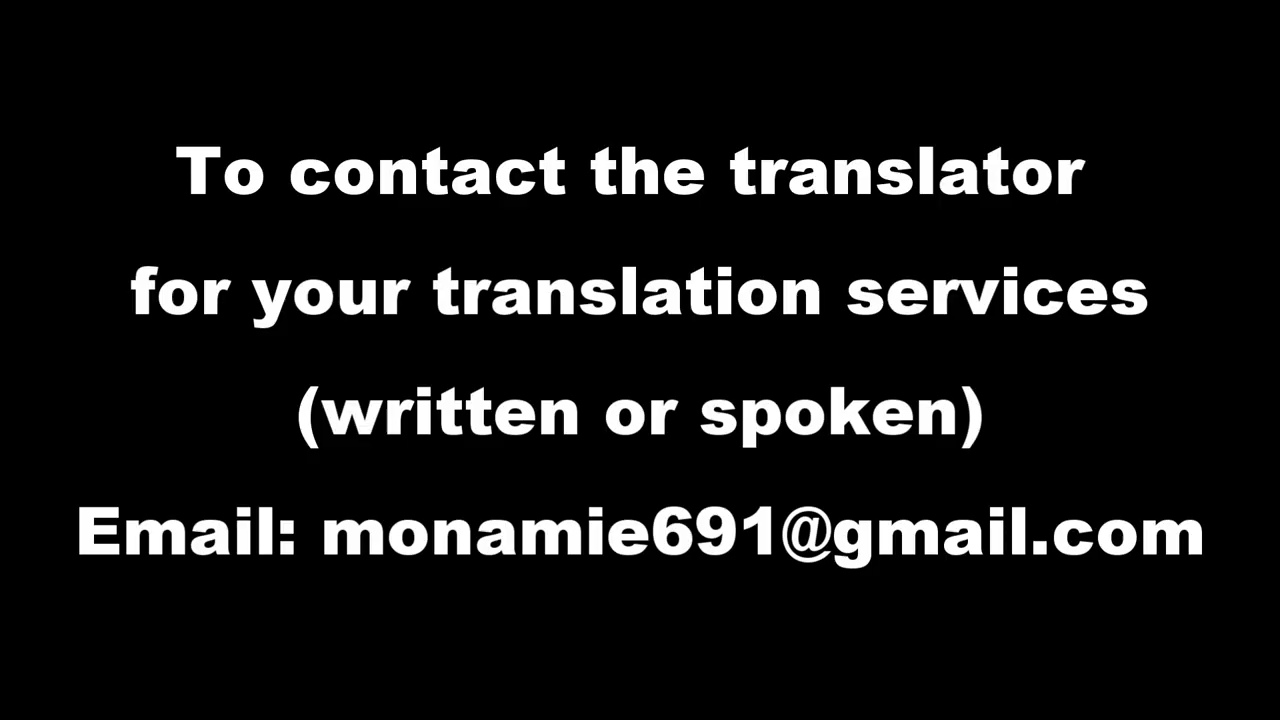 To contact the translator
for your translation services
(written or spoken)
Email: monamie691@gmail.com